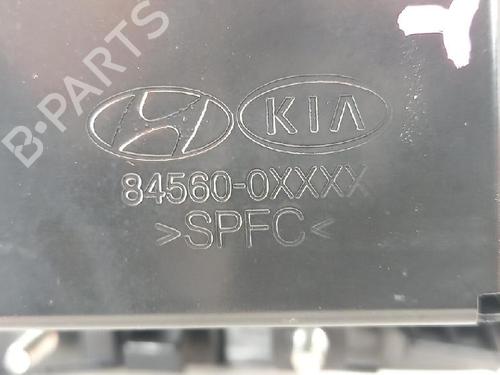 B-PARTS
KIA
84560-0XXXX
>SPFC<